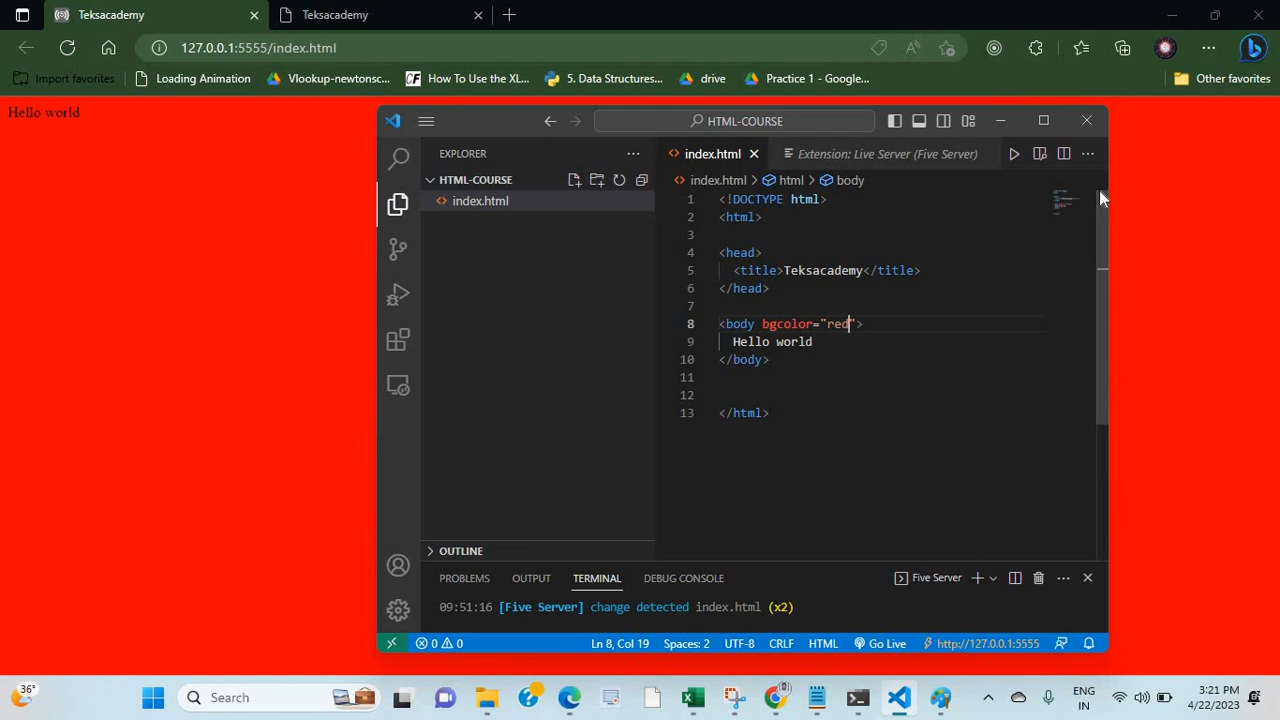 Teksacademy
Teksacademy
127.0.0.1:5555/index.html
Import favorites
Loading Animation
Vlookup-newtonsc...
CF How To Use the XL...
5. Data Structures...
drive
Practice 1 - Google...
Other favorites
Hello world
HTML-COURSE
EXPLORER
index.html
Extension: Live Server (Five Server)
HTML-COURSE
index.html > html > body
index.html
1 <!DOCTYPE html>
2 <html>
3
4 <head>
5 <title>Teksacademy</title>
6 </head>
7
8 <body bgcolor="red">
9 Hello world
10 </body>
11
12
13 </html>
OUTLINE
PROBLEMS OUTPUT TERMINAL DEBUG CONSOLE
Five Server
09:51:16 [Five Server] change detected index.html (x2)
0 0
Ln 8, Col 19 Spaces: 2 UTF-8 CRLF HTML Go Live http://127.0.0.1:5555
36°
Search
ENG
IN
3:21 PM
4/22/2023